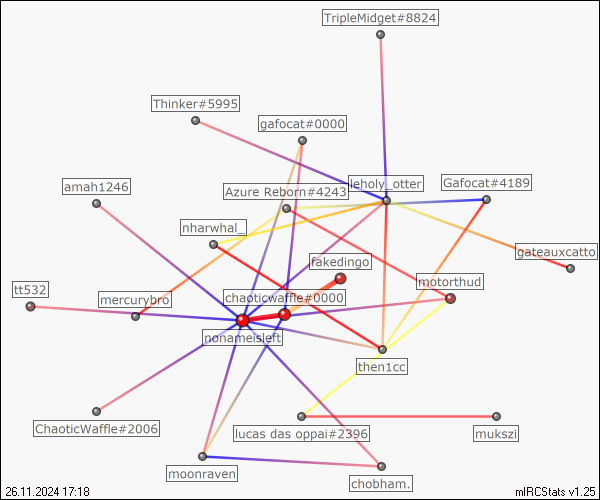 TripleMidget#8824
Thinker#5995
gafocat#0000
leholy_otter
Gafocat#4189
amah1246
Azure Reborn#4243
nharwhal_
gateauxcatto
fakedingo
motorthud
tt532
mercurybro
chaoticwaffle#0000
nonameisleft
then1cc
ChaoticWaffle#2006
lucas das oppai#2396
mukszi
moonraven
chobham.
26.11.2024 17:18
mIRCStats v1.25